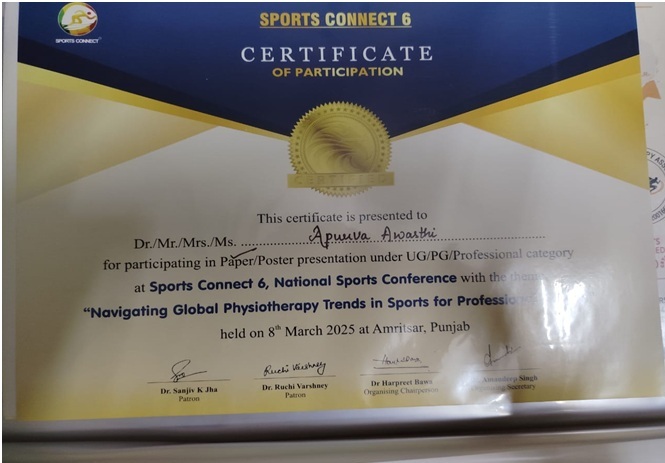 SPORTS CONNECT 6
SPORTS CONNECT
CERTIFICATE
OF PARTICIPATION
CERTIFICATE
This certificate is presented to
Dr./Mr./Mrs./Ms. Apurva Awasthi
for participating in Paper/Poster presentation under UG/PG/Professional category
at Sports Connect 6, National Sports Conference with the theme
“Navigating Global Physiotherapy Trends in Sports for
held on 8th March 2025 at Amritsar, Punjab
Ruchi Varshney
Dr. Sanjiv K Jha
Patron
Dr. Ruchi Varshney
Patron
Dr Harpreet Bawa
Organising Chairperson
Singh
Secretary